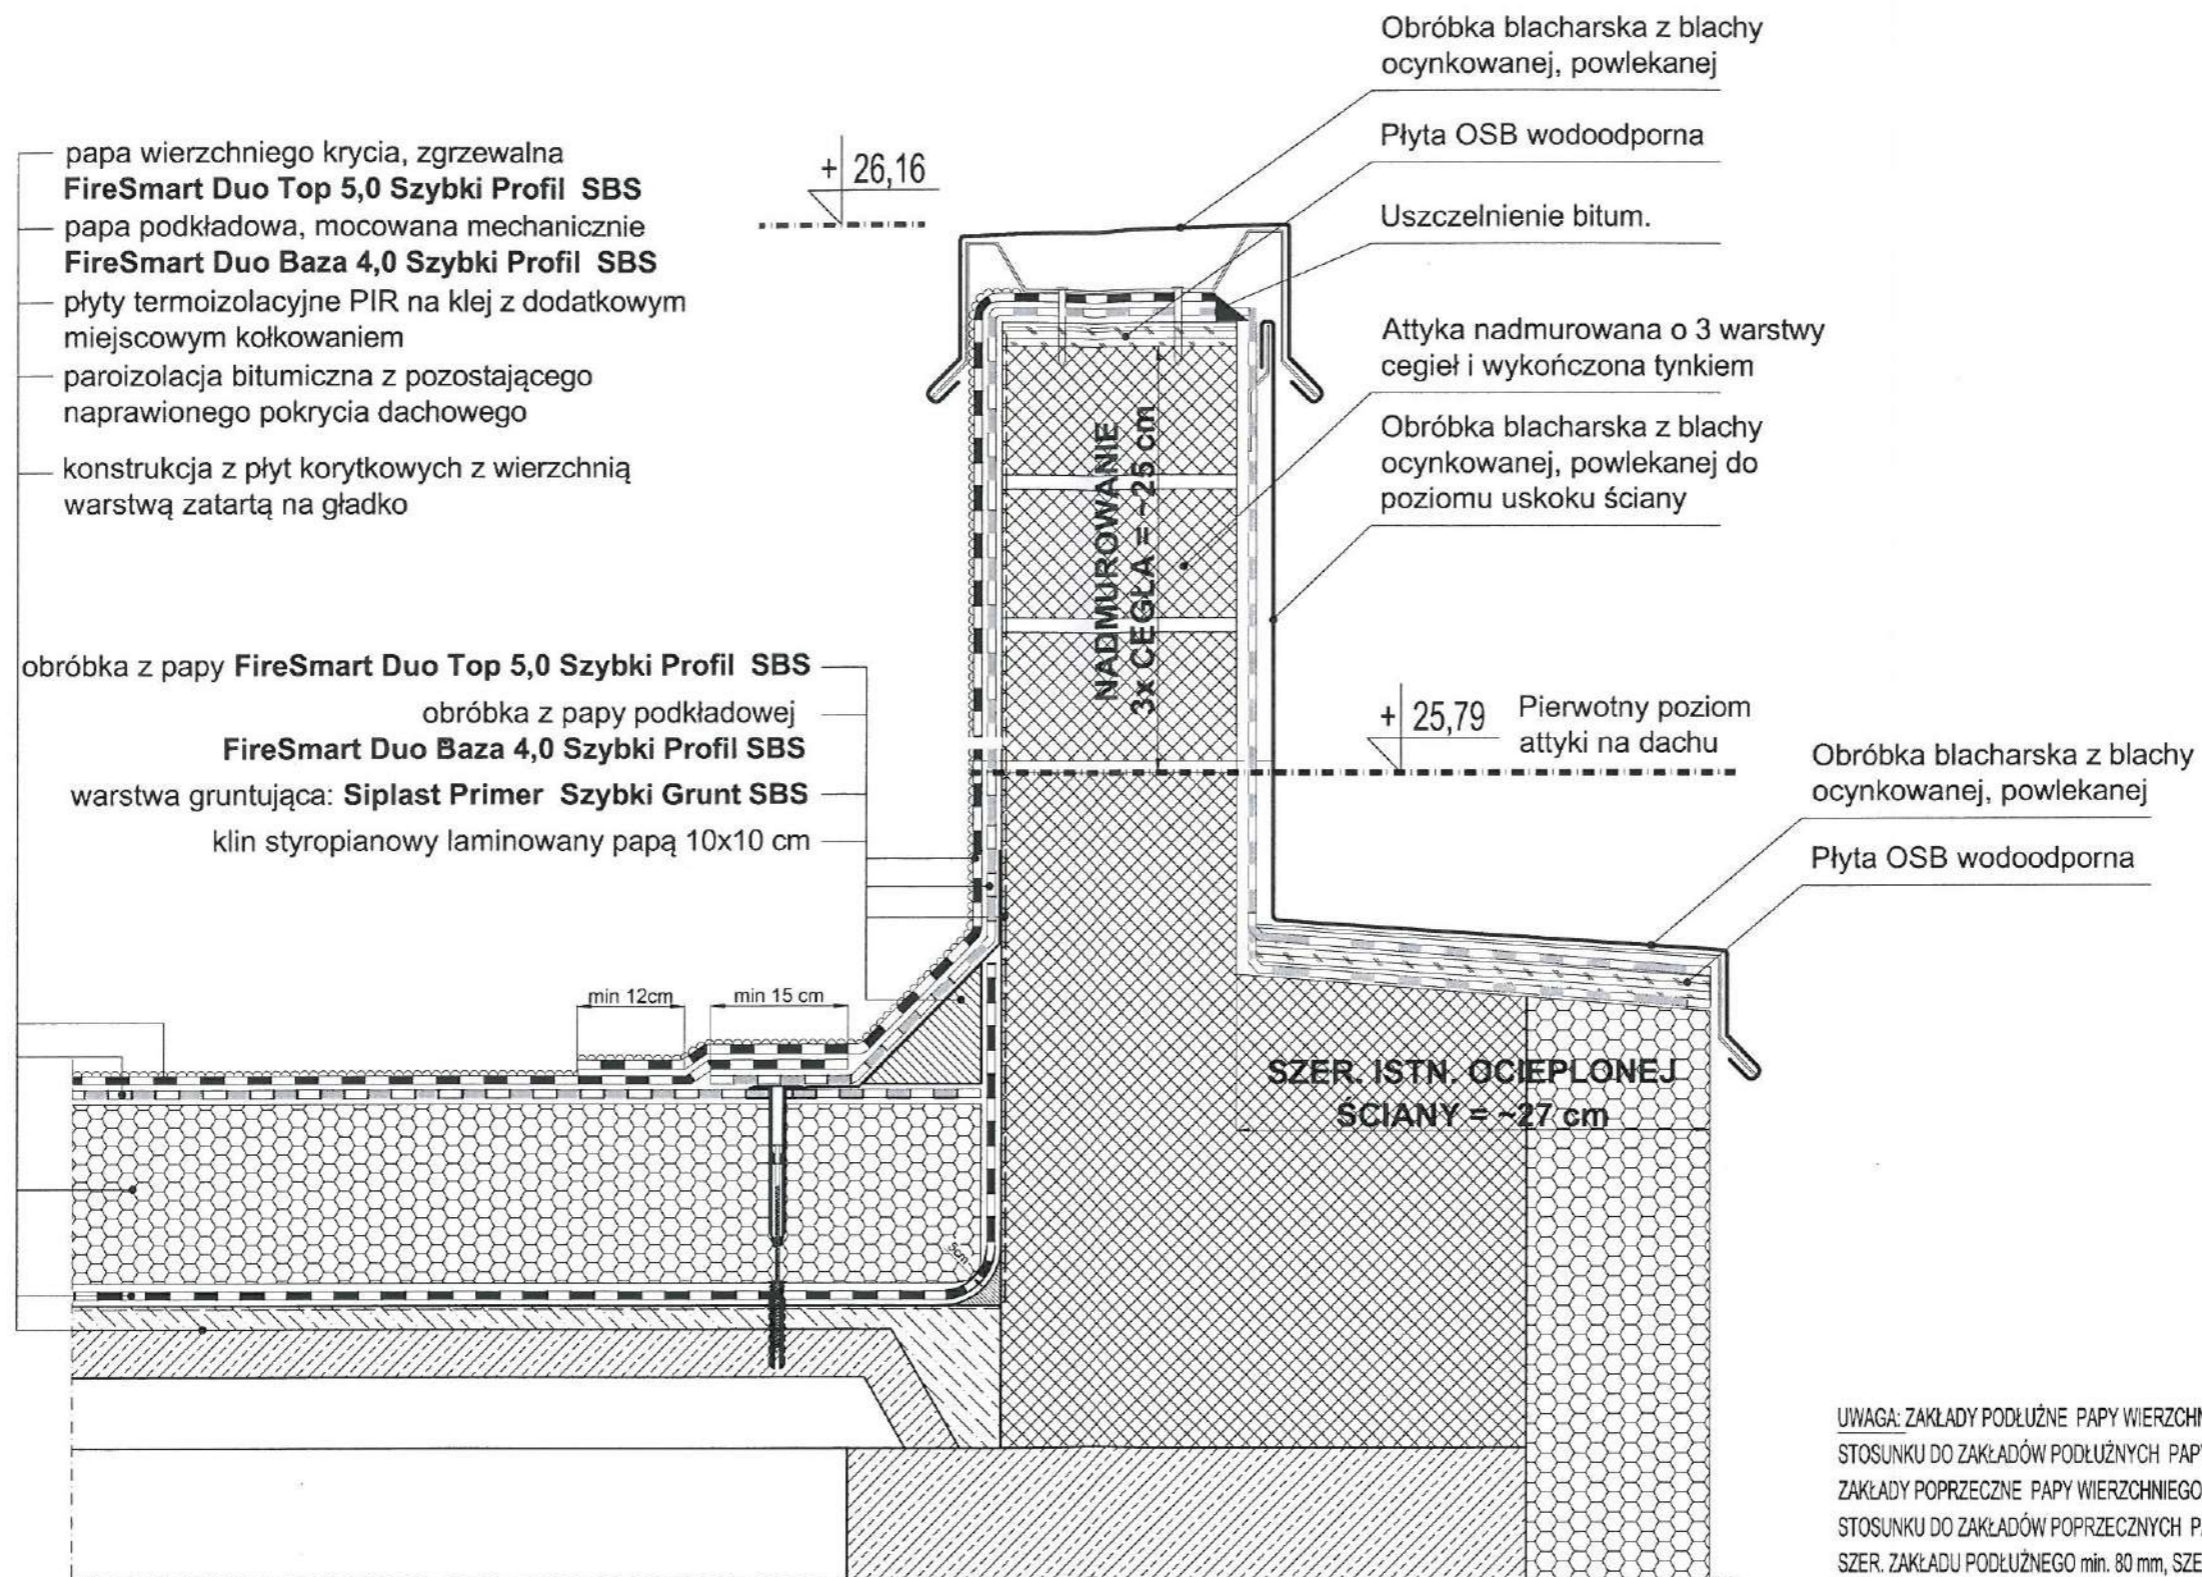 papa wierzchniego krycia, zgrzewalna
FireSmart Duo Top 5,0 Szybki Profil SBS
papa podkładowa, mocowana mechanicznie
FireSmart Duo Baza 4,0 Szybki Profil SBS
płyty termoizolacyjne PIR na klej z dodatkowym
miejscowym kołkowaniem
paroizolacja bitumiczna z pozostającego
naprawionego pokrycia dachowego
konstrukcja z płyt korytkowych z wierzchnią
warstwą zatartą na gładko
+ 26,16
Obróbka blacharska z blachy
ocynkowanej, powlekanej
Płyta OSB wodoodporna
Uszczelnienie bitum.
Attyka nadmurowana o 3 warstwy
cegieł i wykończona tynkiem
Obróbka blacharska z blachy
ocynkowanej, powlekanej do
poziomu uskoku ściany
NADMUROWANIE
3x CEGŁA = ~25 cm
obróbka z papy FireSmart Duo Top 5,0 Szybki Profil SBS
obróbka z papy podkładowej
FireSmart Duo Baza 4,0 Szybki Profil SBS
warstwa gruntująca: Siplast Primer Szybki Grunt SBS
klin styropianowy laminowany papą 10x10 cm
+ 25,79
Pierwotny poziom
attyki na dachu
Obróbka blacharska z blachy
ocynkowanej, powlekanej
Płyta OSB wodoodporna
min 12cm
min 15 cm
SZER. ISTN. OCIEPLONEJ
ŚCIANY = ~27 cm
5cm
UWAGA: ZAKŁADY PODŁUŻNE PAPY WIERZCHN
STOSUNKU DO ZAKŁADÓW PODŁUŻNYCH PAP
ZAKŁADY POPRZECZNE PAPY WIERZCHNIEGO
STOSUNKU DO ZAKŁADÓW POPRZECZNYCH P
SZER. ZAKŁADU PODŁUŻNEGO min. 80 mm, SZE